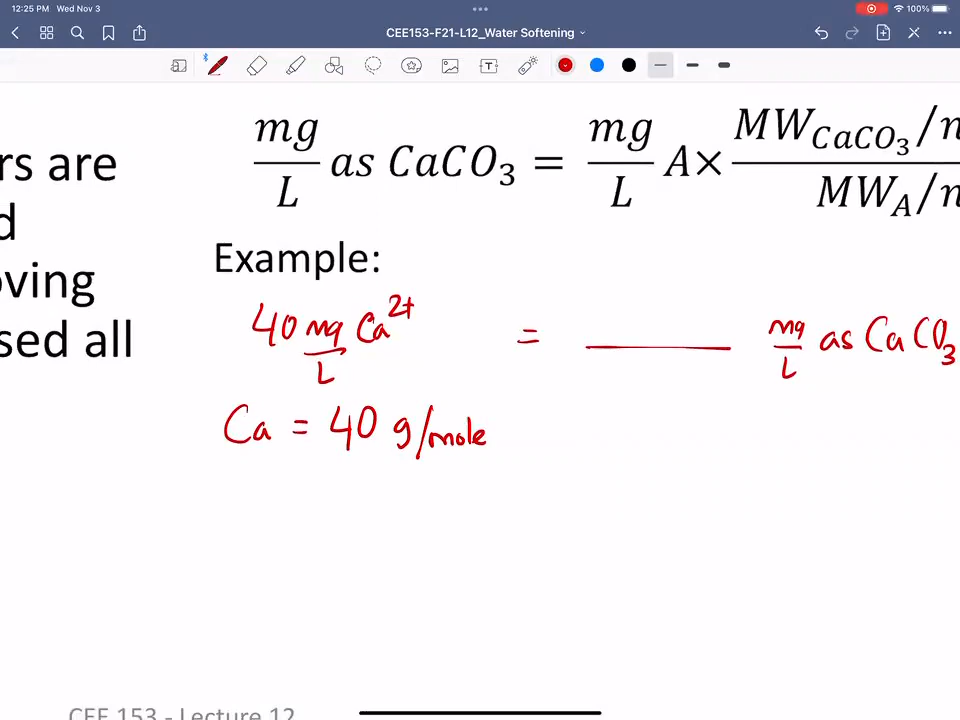 12:25 PM Wed Nov 3
100%
CEE153-F21-L12_Water Softening
rs are
d
oving
sed all
mg/L as CaCO₃ = mg/L A × MW_CaCO₃/n / MW_A/n
Example:
40 mg/L Ca²⁺ = ______ mg/L as CaCO₃
Ca = 40 g/mole
CEE 153 - Lecture 12